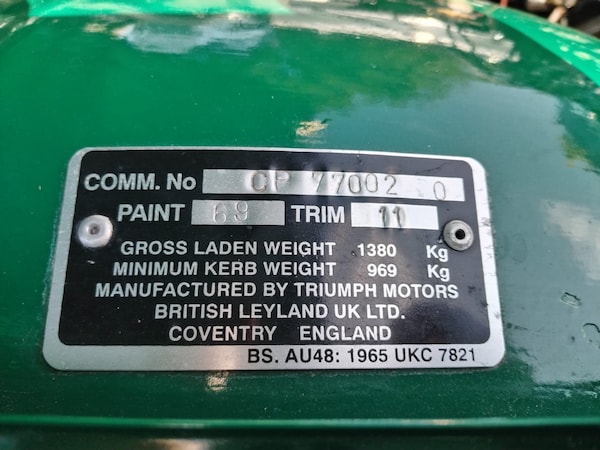 COMM. No CP 77002 O
PAINT 69 TRIM 11
GROSS LADEN WEIGHT 1380 Kg
MINIMUM KERB WEIGHT 969 Kg
MANUFACTURED BY TRIUMPH MOTORS
BRITISH LEYLAND UK LTD.
COVENTRY ENGLAND
BS. AU48: 1965 UKC 7821